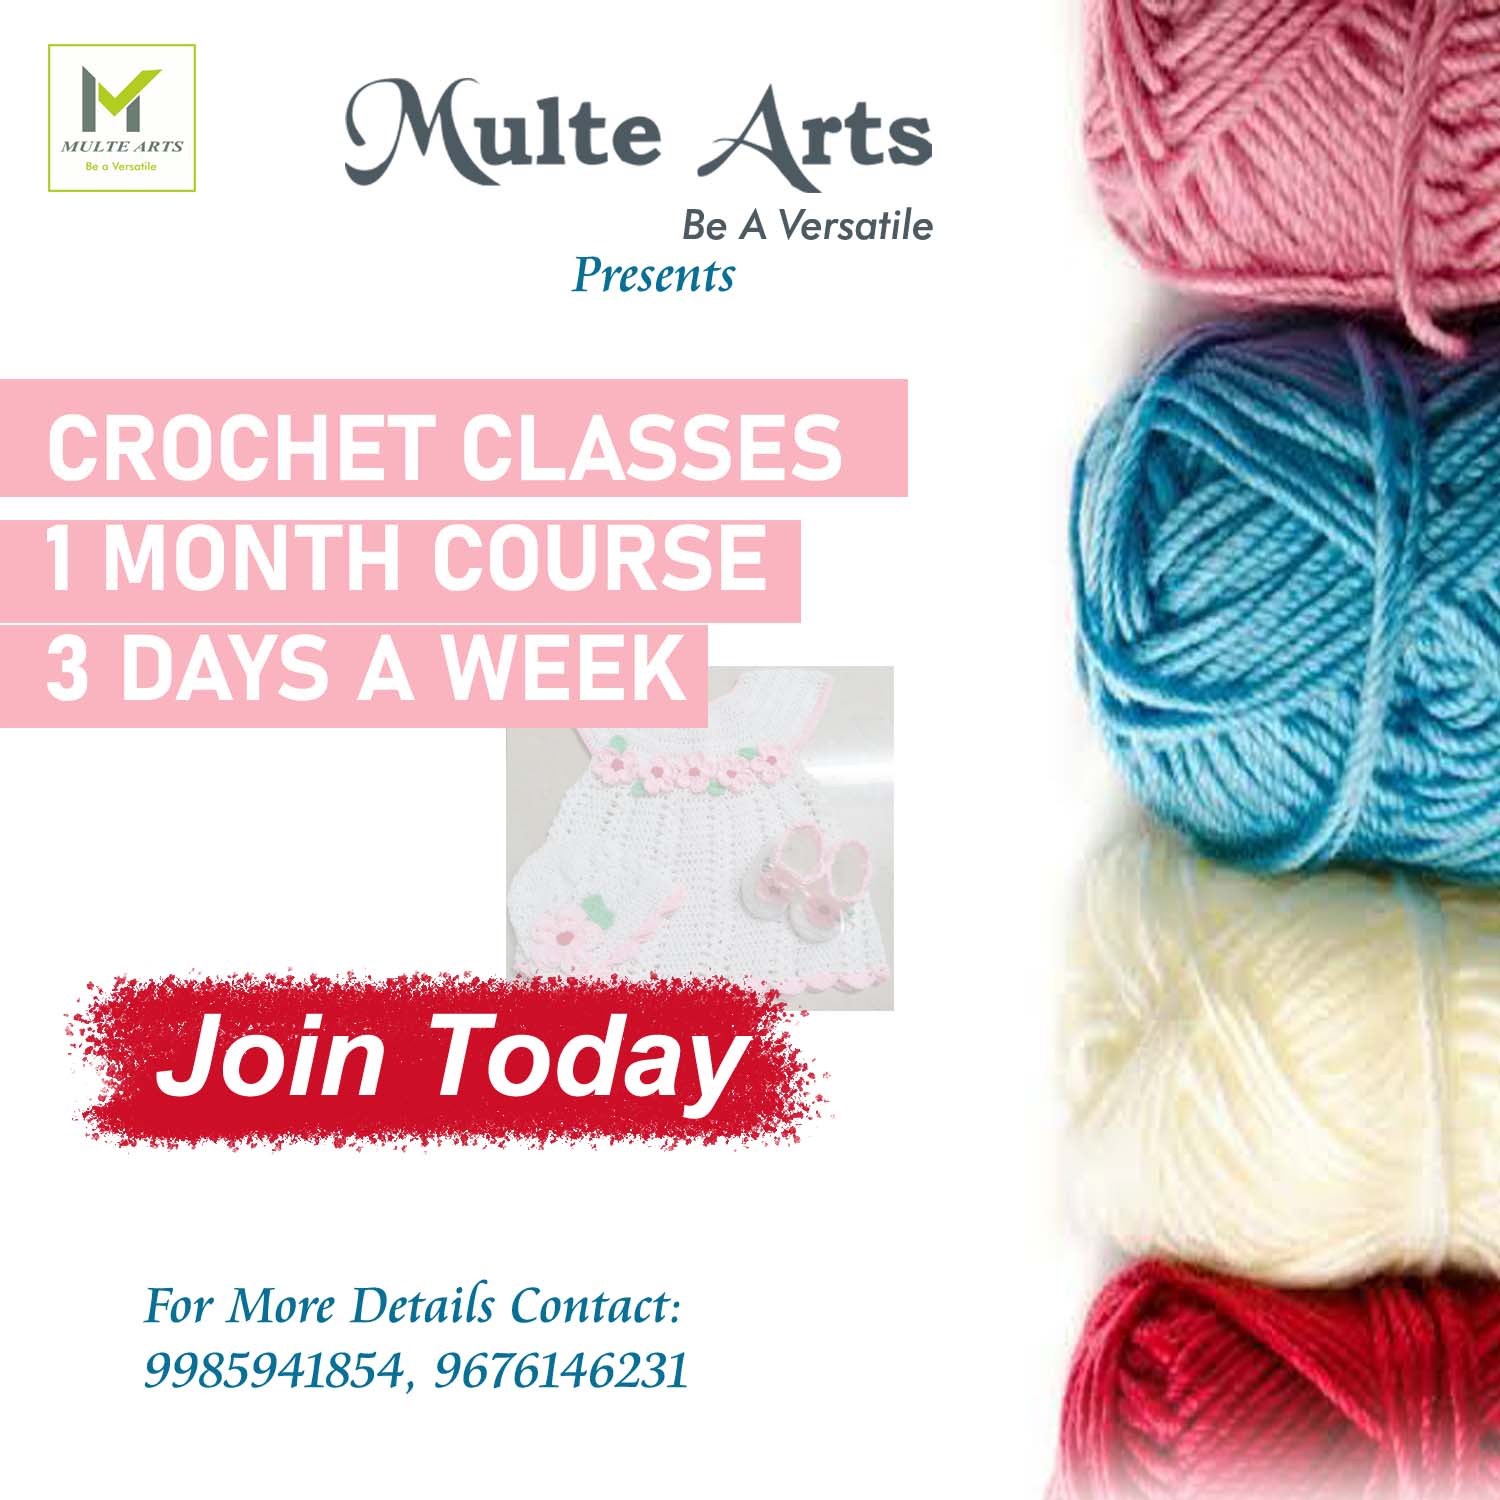 MULTE ARTS
Be a Versatile
Multe Arts
Be A Versatile
Presents
CROCHET CLASSES
1 MONTH COURSE
3 DAYS A WEEK
Join Today
For More Details Contact:
9985941854, 9676146231